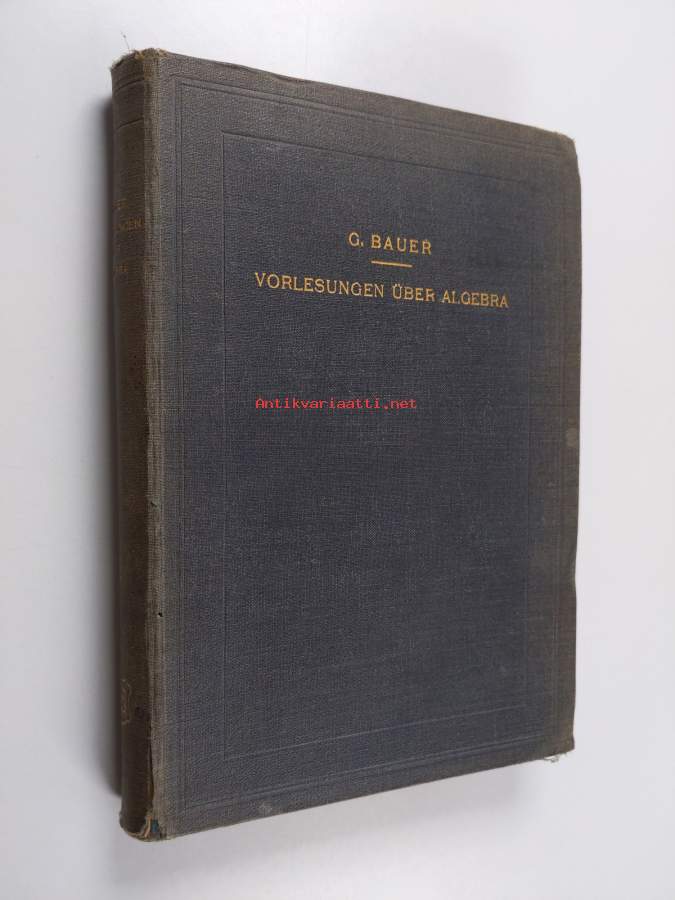 G. BAUER
VORLESUNGEN ÜBER ALGEBRA
Antikvariaatti.net